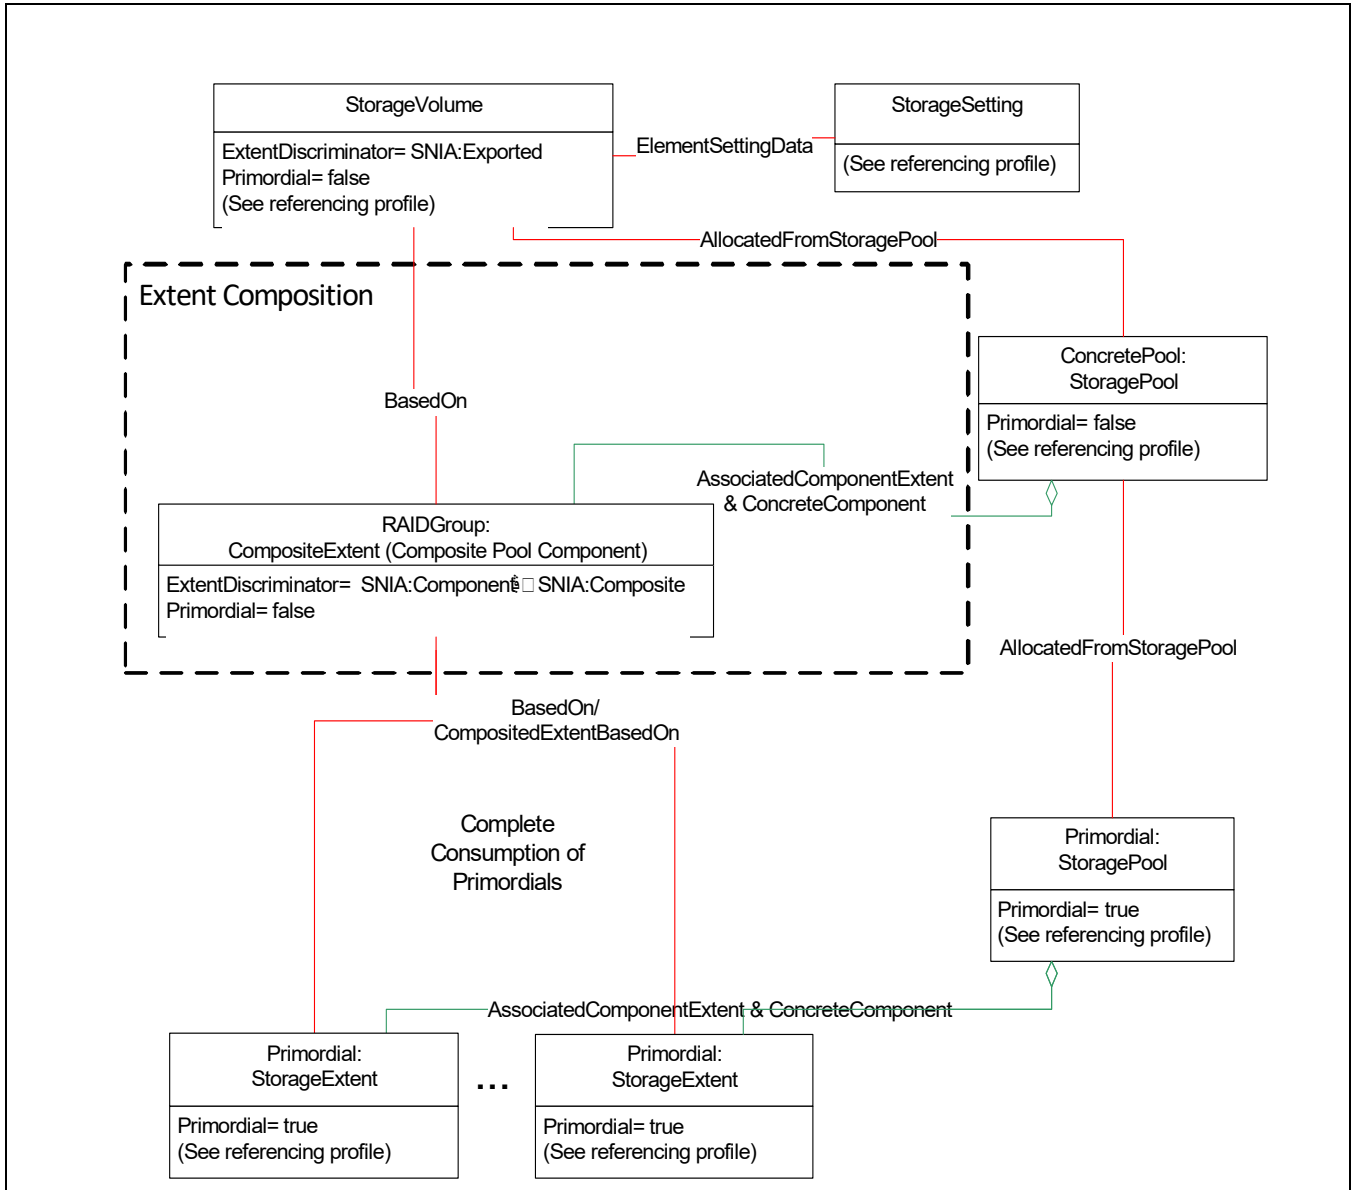 StorageVolume
ExtentDiscriminator= SNIA:Exported
Primordial= false
(See referencing profile)
ElementSettingData
StorageSetting
(See referencing profile)
AllocatedFromStoragePool
Extent Composition
ConcretePool:
StoragePool
Primordial= false
(See referencing profile)
BasedOn
AssociatedComponentExtent
& ConcreteComponent
RAIDGroup:
CompositeExtent (Composite Pool Component)
ExtentDiscriminator= SNIA:Component SNIA:Composite
Primordial= false
AllocatedFromStoragePool
BasedOn/
CompositedExtentBasedOn
Complete
Consumption of
Primordials
Primordial:
StoragePool
Primordial= true
(See referencing profile)
AssociatedComponentExtent & ConcreteComponent
Primordial:
StorageExtent
Primordial= true
(See referencing profile)
...
Primordial:
StorageExtent
Primordial= true
(See referencing profile)